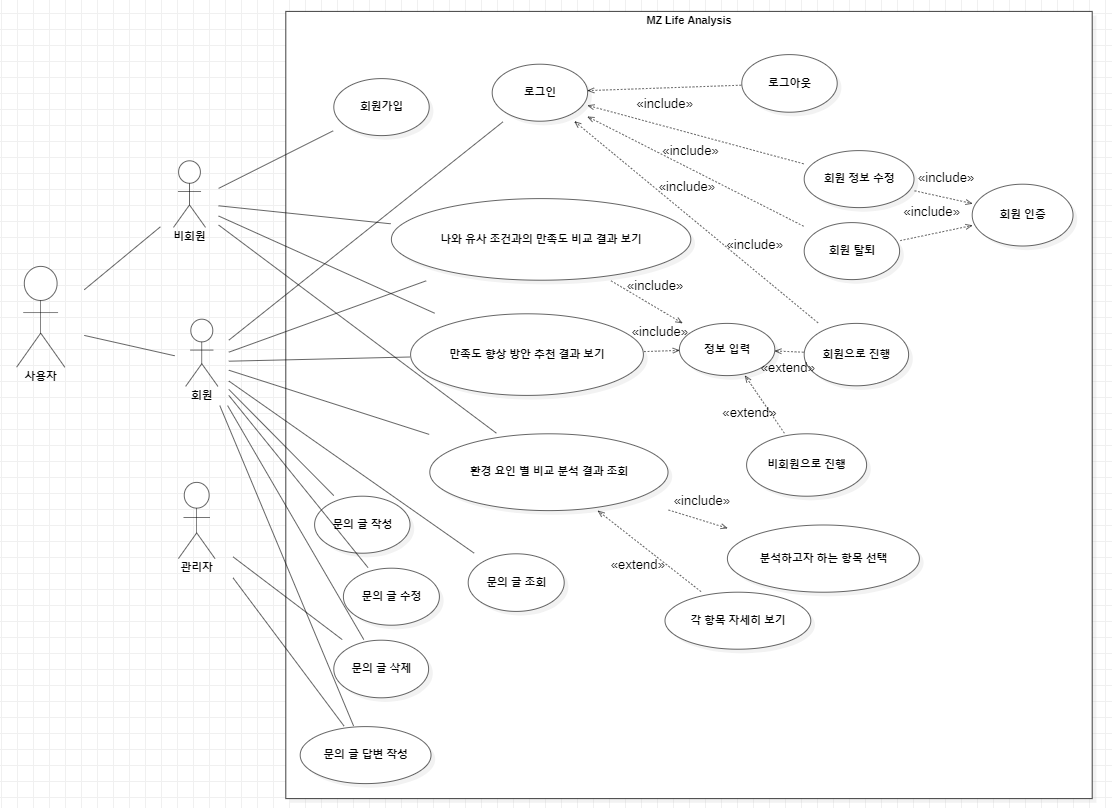 MZ Life Analysis
로그아웃
로그인
회원가입
«include»
«include»
회원 정보 수정
«include»
«include»
«include»
회원 인증
비회원
나와 유사 조건과의 만족도 비교 결과 보기
«include»
회원 탈퇴
«include»
«include»
정보 입력
만족도 향상 방안 추천 결과 보기
회원으로 진행
«extend»
사용자
회원
«extend»
비회원으로 진행
환경 요인 별 비교 분석 결과 조회
«include»
문의 글 작성
분석하고자 하는 항목 선택
«extend»
관리자
문의 글 조회
문의 글 수정
각 항목 자세히 보기
문의 글 삭제
문의 글 답변 작성